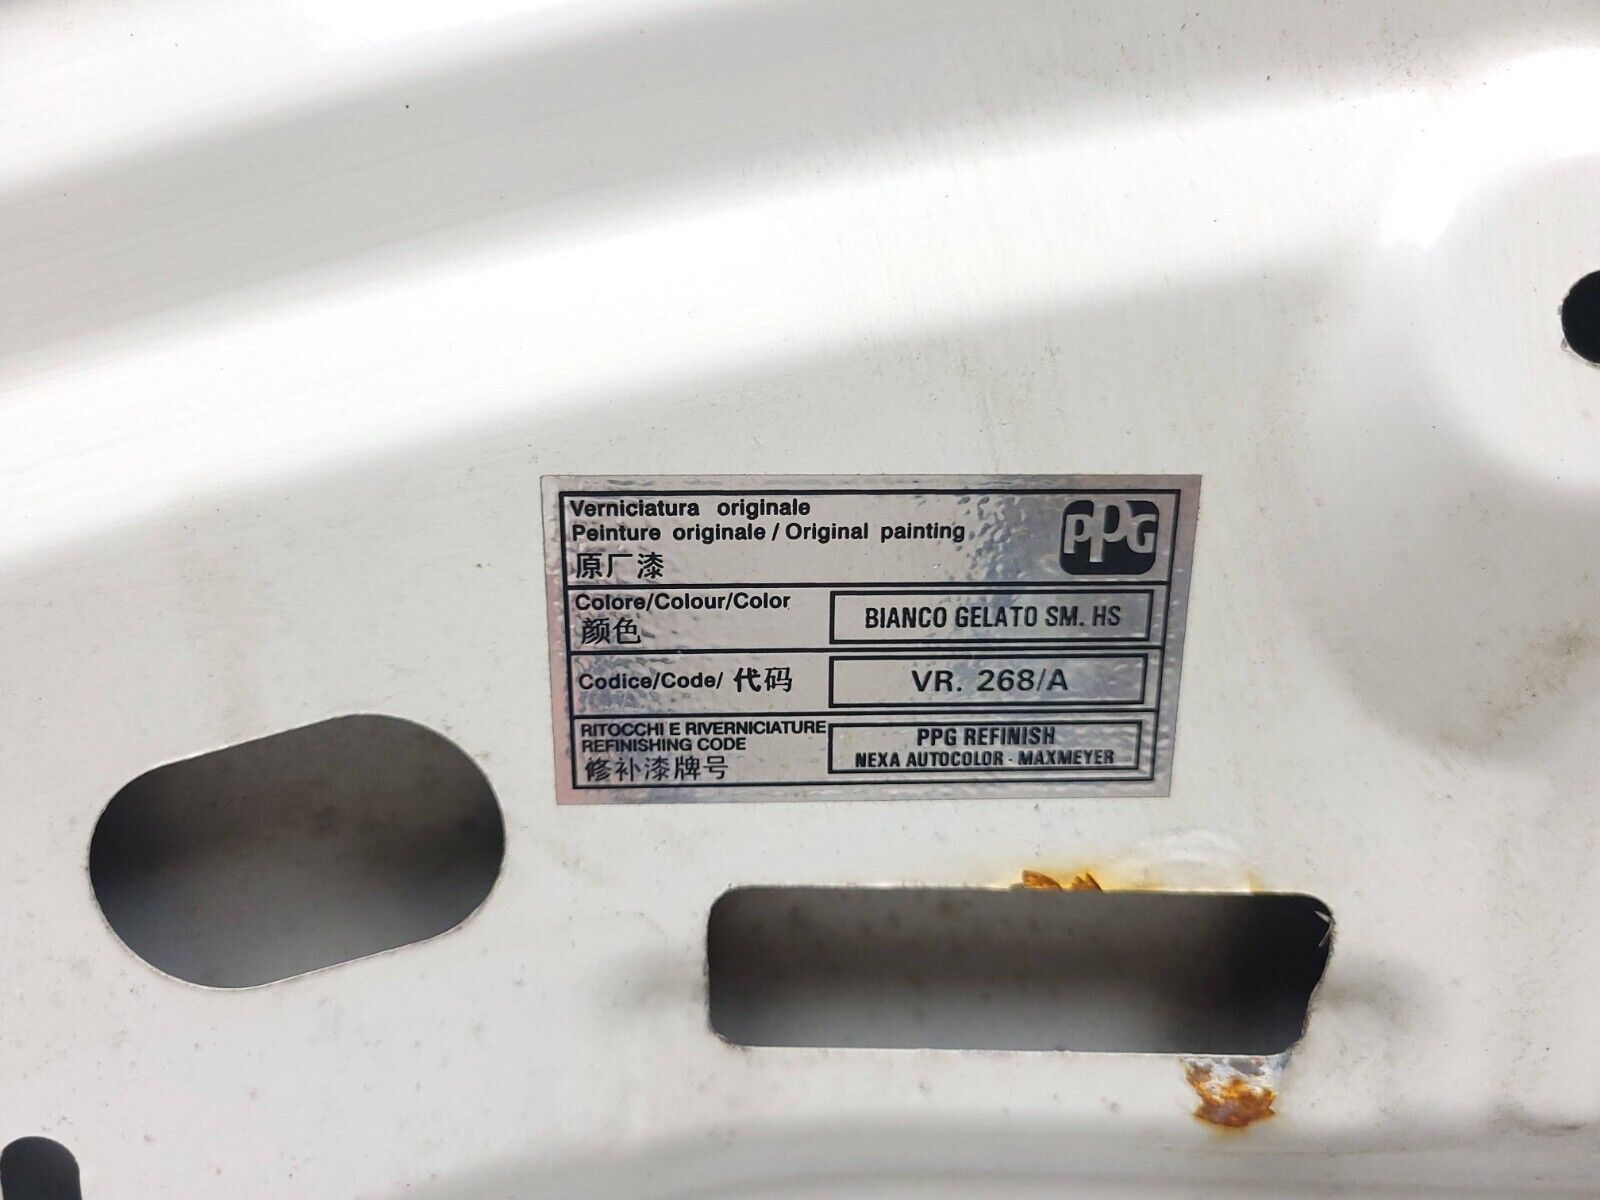 Verniciatura originale
Peinture originale / Original painting
原厂漆
PPG
Colore/Colour/Color
颜色
BIANCO GELATO SM. HS
Codice/Code/ 代码
VR. 268/A
RITOCCHI E RIVERNICIATURE
REFINISHING CODE
修补漆牌号
PPG REFINISH
NEXA AUTOCOLOR - MAXMEYER